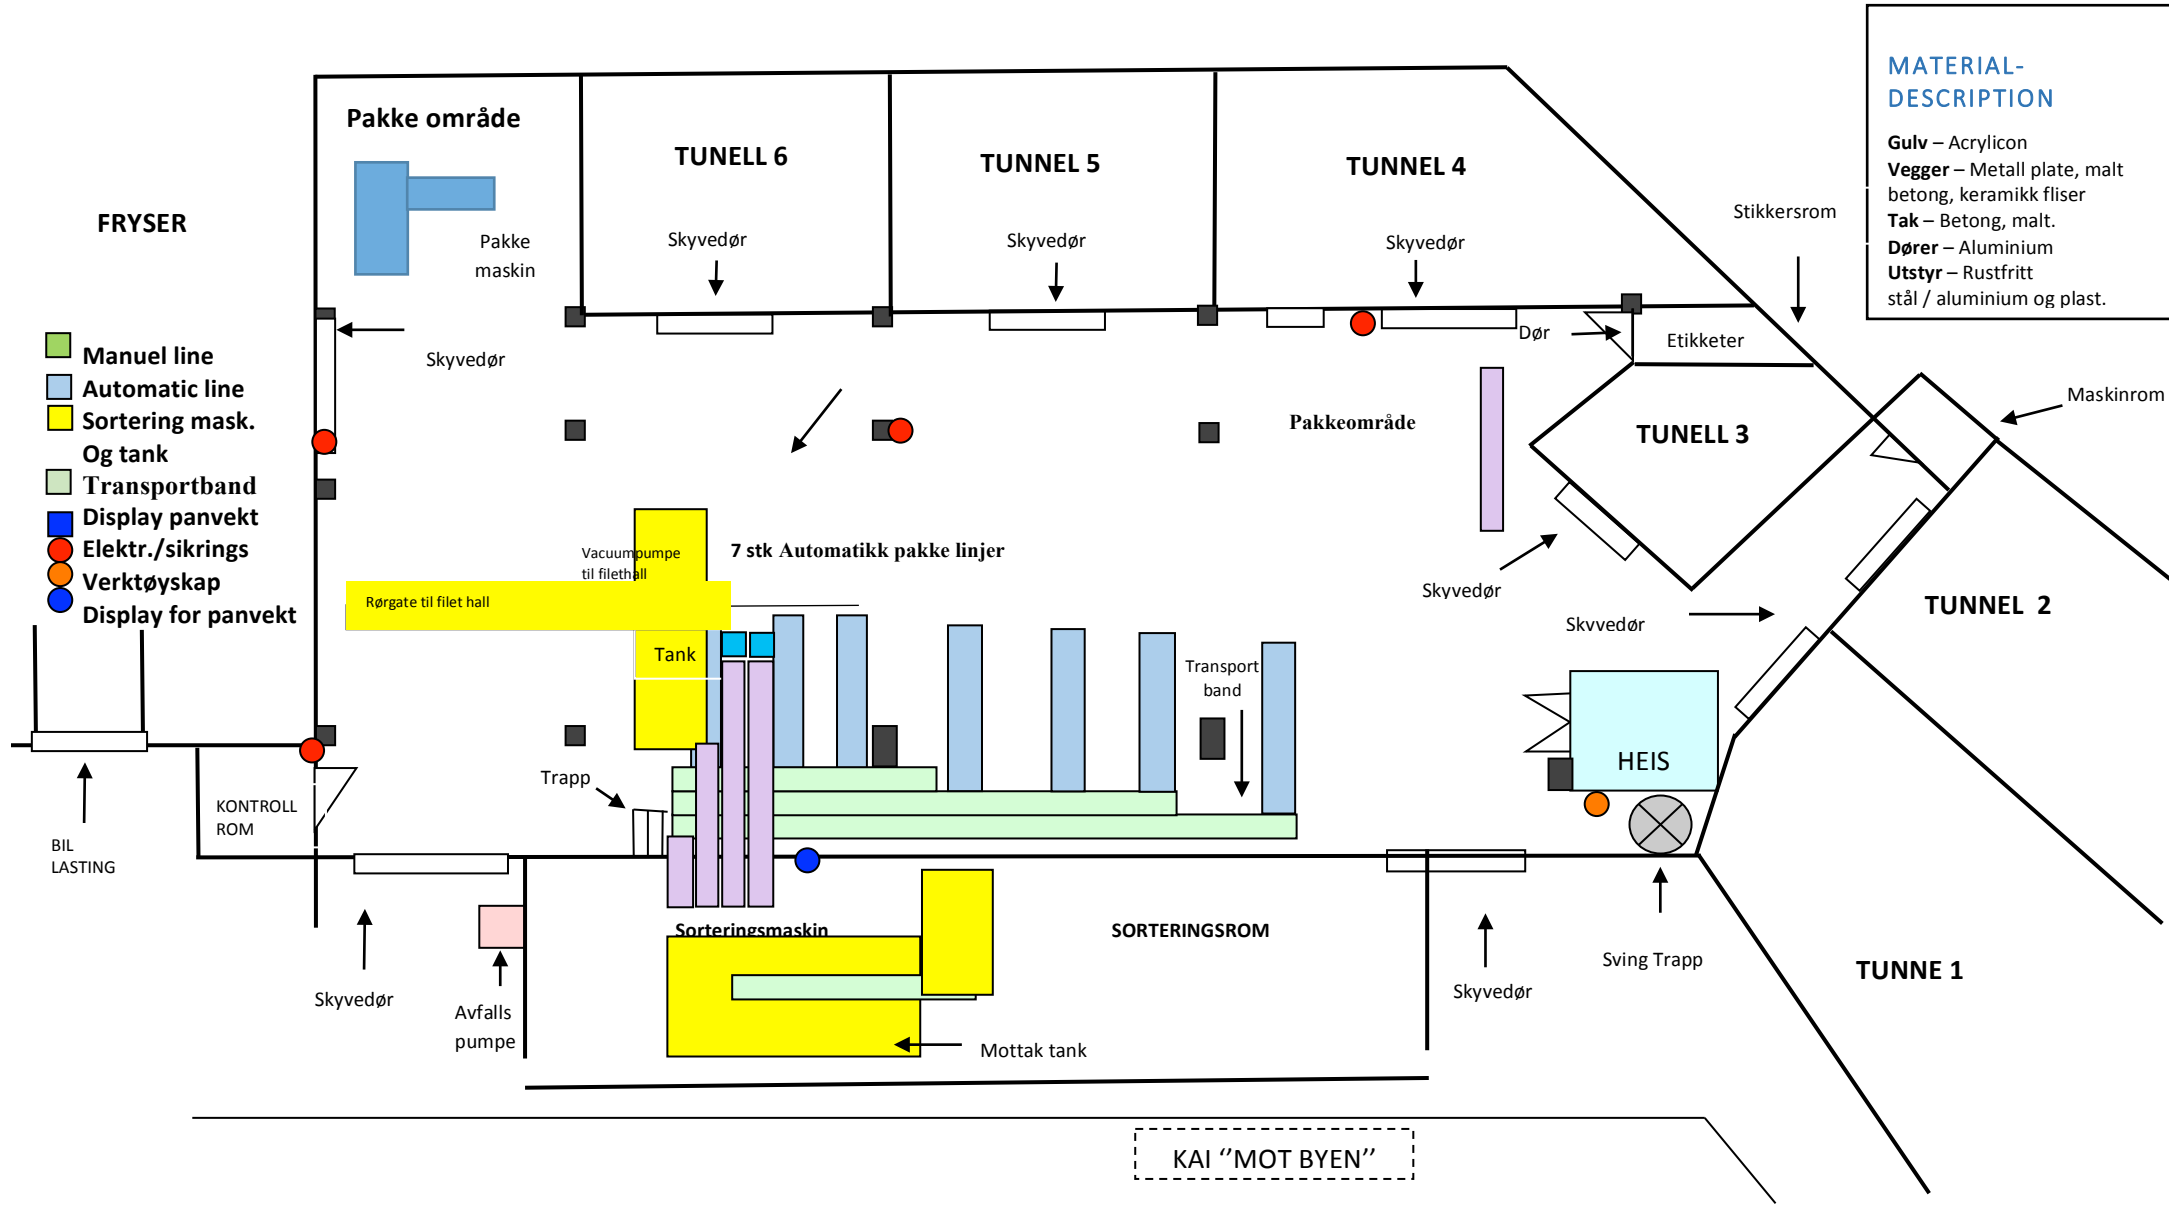 MATERIAL-
DESCRIPTION
Gulv – Acrylicon
Vegger – Metall plate, malt
betong, keramikk fliser
Tak – Betong, malt.
Dører – Aluminium
Utstyr – Rustfritt
stål / aluminium og plast.
Pakke område
TUNELL 6
TUNNEL 5
TUNNEL 4
FRYSER
Stikkersrom
Pakke
maskin
Skyvedør
Skyvedør
Skyvedør
Skyvedør
Dør
Etikketer
Maskinrom
Manuel line
Automatic line
Sortering mask.
Og tank
Transportband
Display panvekt
Elektr./sikrings
Verktøyskap
Display for panvekt
Pakkeområde
TUNELL 3
Vacuumpumpe
til filethall
7 stk Automatikk pakke linjer
Rørgate til filet hall
Skyvedør
Skvvedør
TUNNEL 2
Tank
Transport
band
HEIS
Trapp
KONTROLL
ROM
BIL
LASTING
Sorteringsmaskin
SORTERINGSROM
Skyvedør
Avfalls
pumpe
Mottak tank
Skyvedør
Sving Trapp
TUNNE 1
KAI ‘’MOT BYEN’’